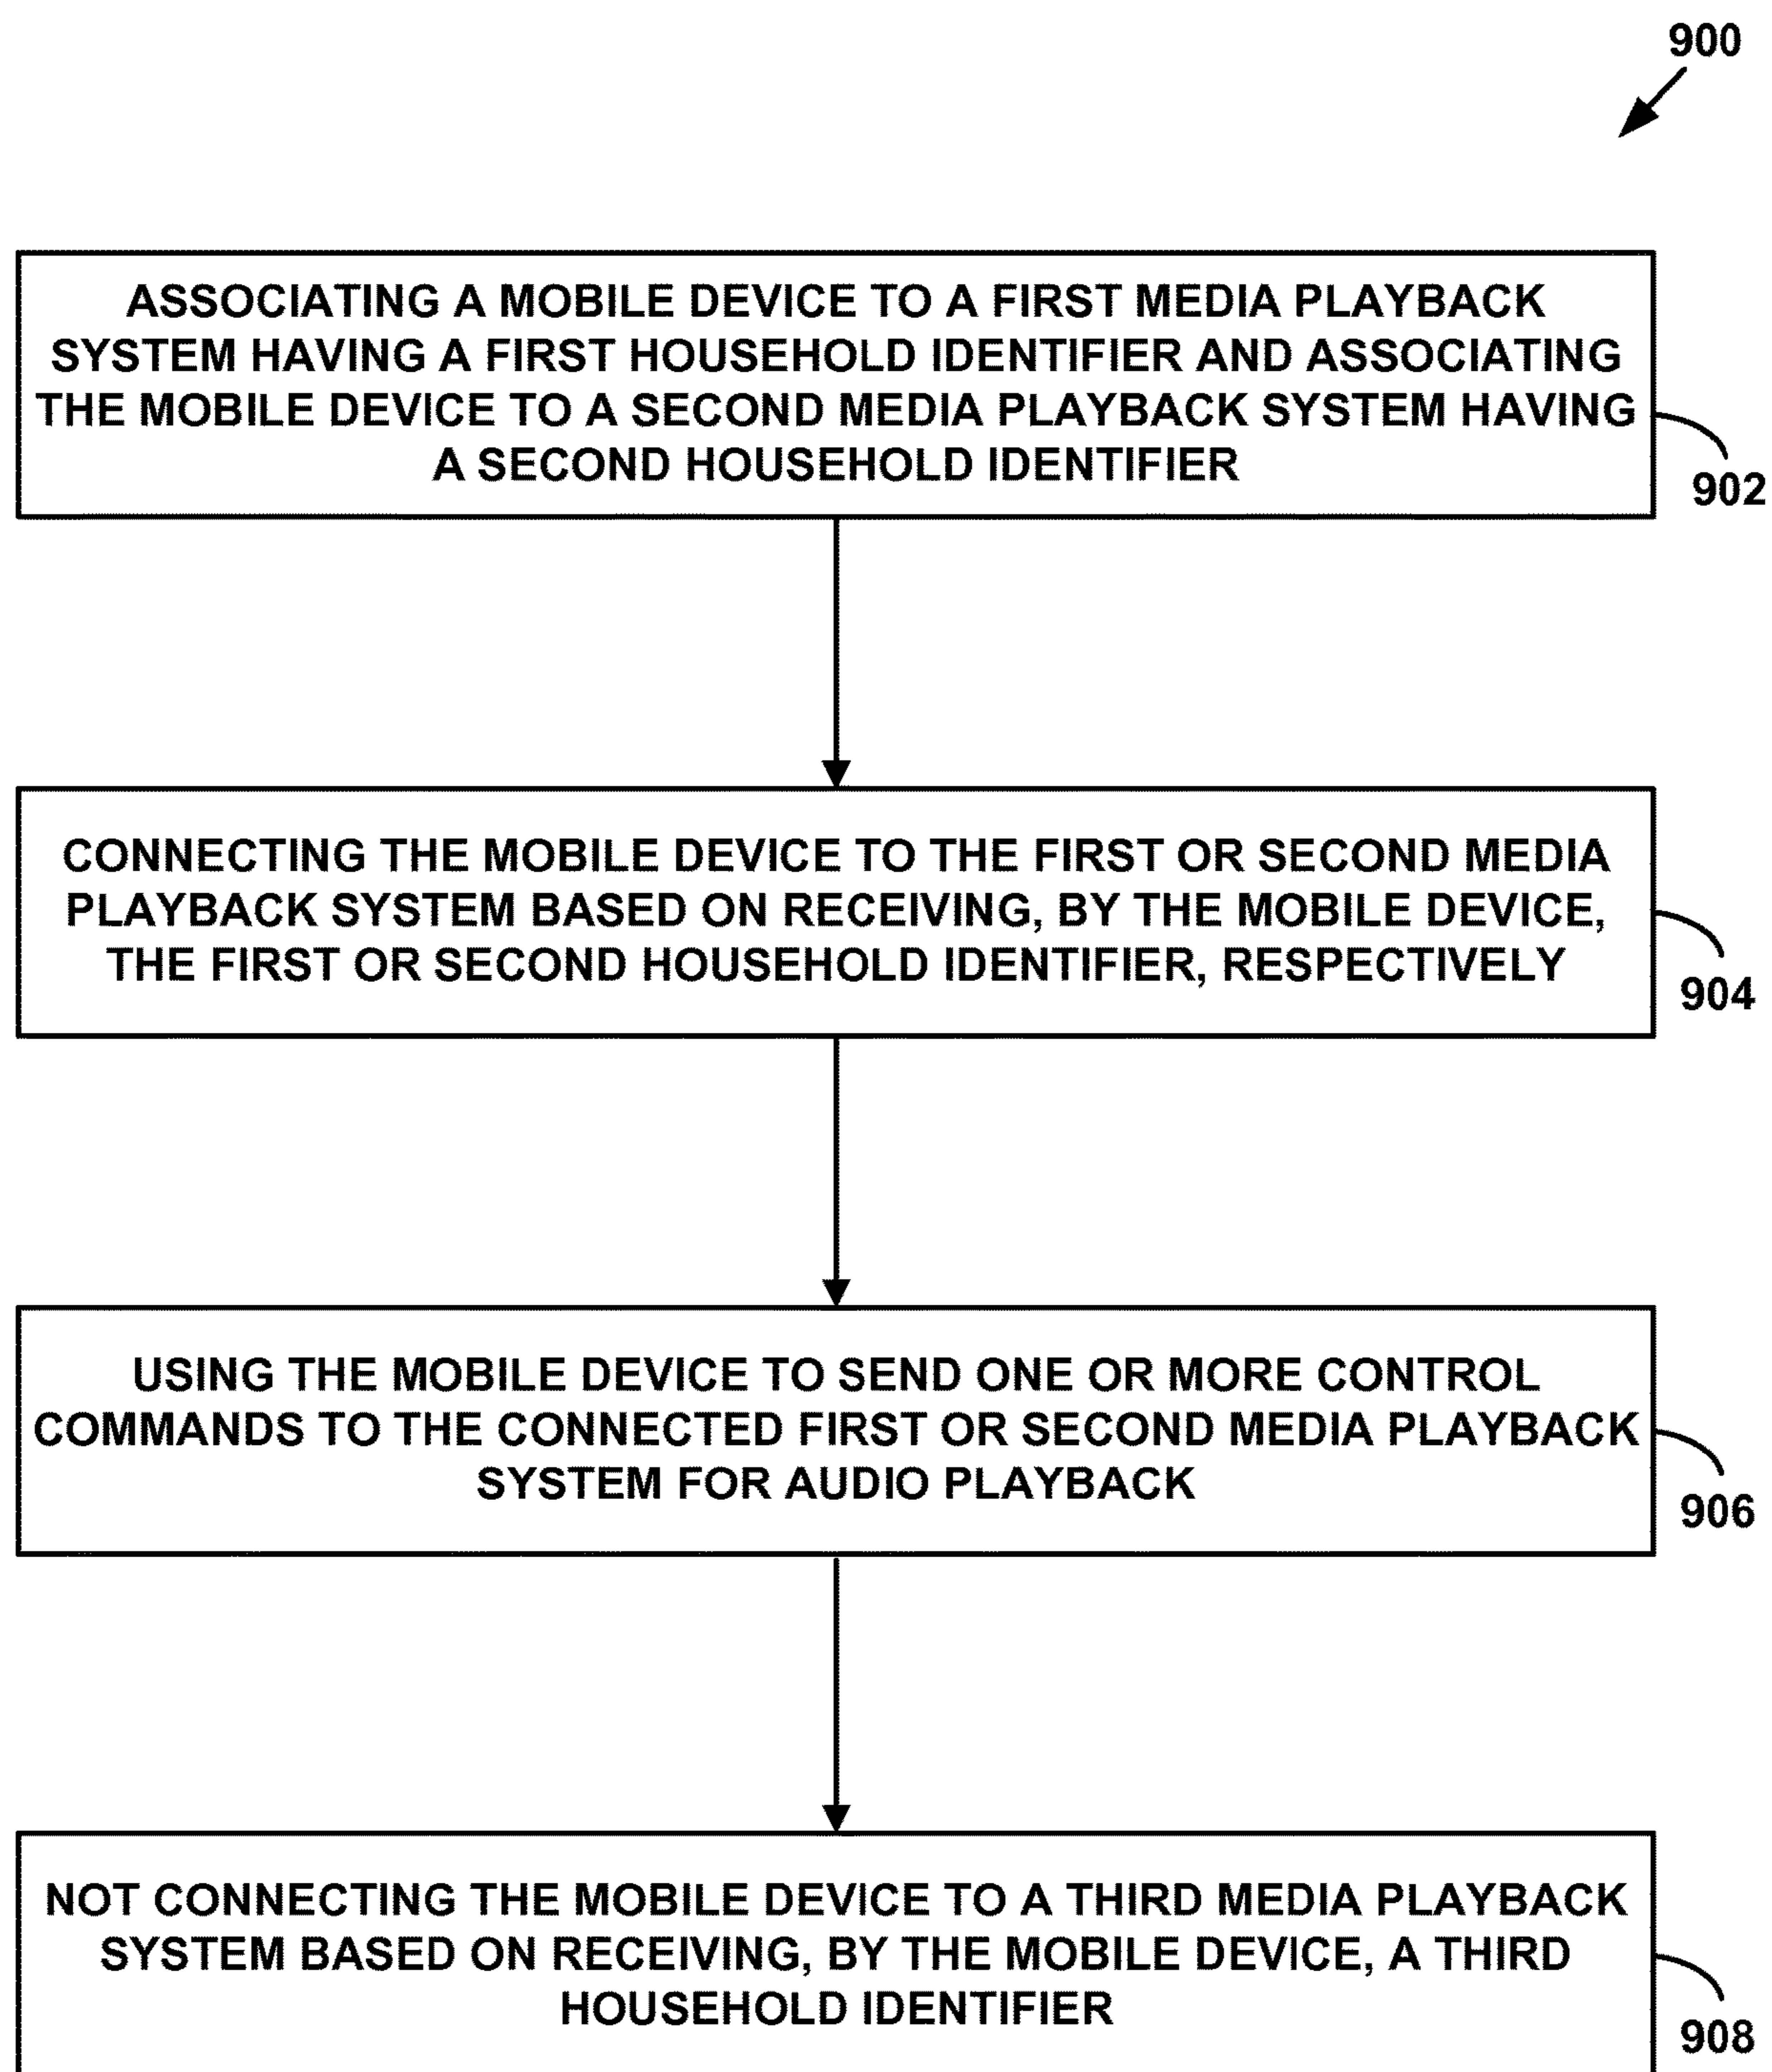 900
ASSOCIATING A MOBILE DEVICE TO A FIRST MEDIA PLAYBACK
SYSTEM HAVING A FIRST HOUSEHOLD IDENTIFIER AND ASSOCIATING
THE MOBILE DEVICE TO A SECOND MEDIA PLAYBACK SYSTEM HAVING
A SECOND HOUSEHOLD IDENTIFIER
902
CONNECTING THE MOBILE DEVICE TO THE FIRST OR SECOND MEDIA
PLAYBACK SYSTEM BASED ON RECEIVING, BY THE MOBILE DEVICE,
THE FIRST OR SECOND HOUSEHOLD IDENTIFIER, RESPECTIVELY
904
USING THE MOBILE DEVICE TO SEND ONE OR MORE CONTROL
COMMANDS TO THE CONNECTED FIRST OR SECOND MEDIA PLAYBACK
SYSTEM FOR AUDIO PLAYBACK
906
NOT CONNECTING THE MOBILE DEVICE TO A THIRD MEDIA PLAYBACK
SYSTEM BASED ON RECEIVING, BY THE MOBILE DEVICE, A THIRD
HOUSEHOLD IDENTIFIER
908